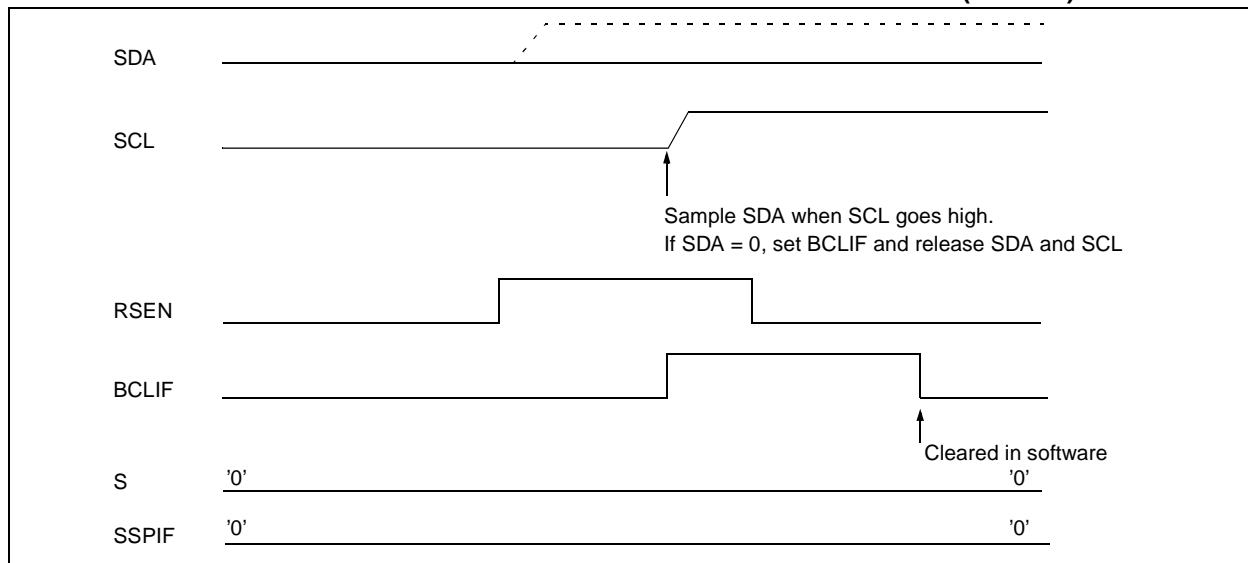 SDA
SCL
Sample SDA when SCL goes high.
If SDA = 0, set BCLIF and release SDA and SCL
RSEN
BCLIF
Cleared in software
S
'0'
'0'
SSPIF
'0'
'0'